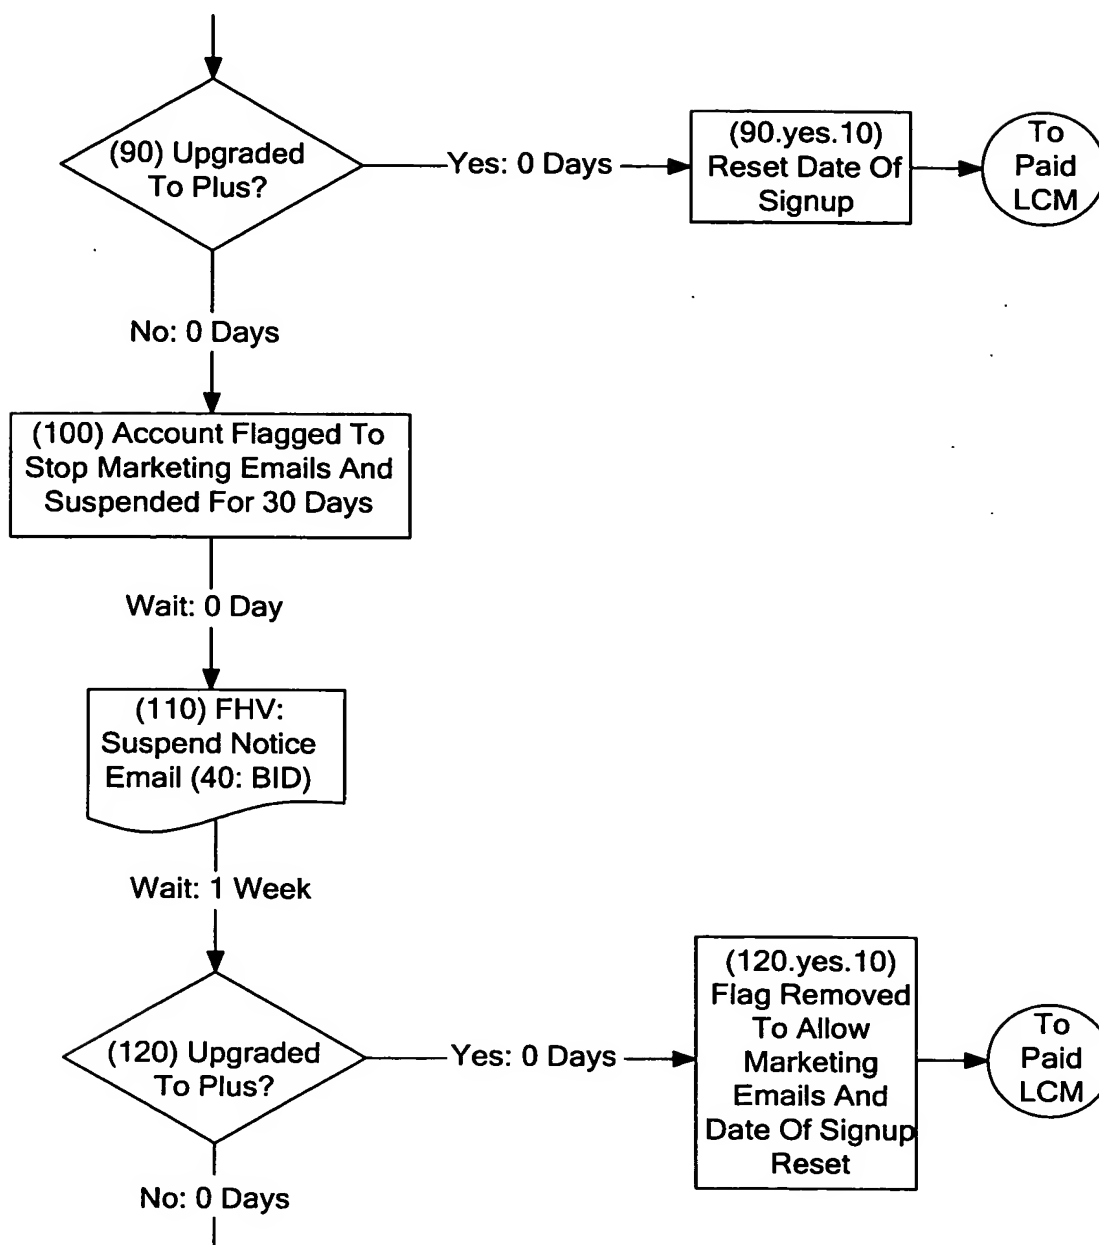 (90) Upgraded
To Plus?
Yes: 0 Days
(90.yes.10)
Reset Date Of
Signup
To
Paid
LCM
No: 0 Days
(100) Account Flagged To
Stop Marketing Emails And
Suspended For 30 Days
Wait: 0 Day
(110) FHV:
Suspend Notice
Email (40: BID)
Wait: 1 Week
(120) Upgraded
To Plus?
Yes: 0 Days
(120.yes.10)
Flag Removed
To Allow
Marketing
Emails And
Date Of Signup
Reset
To
Paid
LCM
No: 0 Days